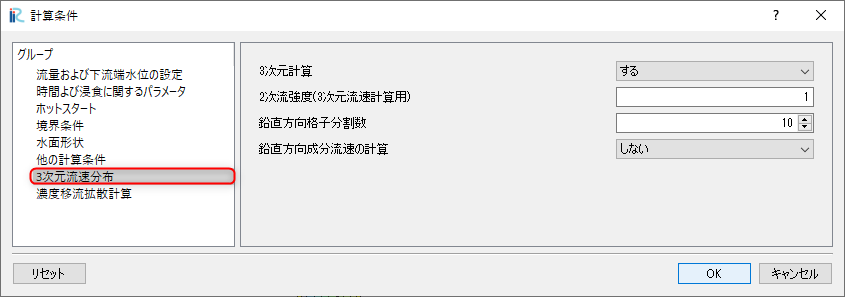 計算条件
?
グループ
流量および下流端水位の設定
時間および浸食に関するパラメータ
ホットスタート
境界条件
水面形状
他の計算条件
3次元流速分布
濃度移流拡散計算
3次元計算 する
2次流強度(3次元流速計算用) 1
鉛直方向格子分割数 10
鉛直方向成分流速の計算 しない
リセット
OK キャンセル